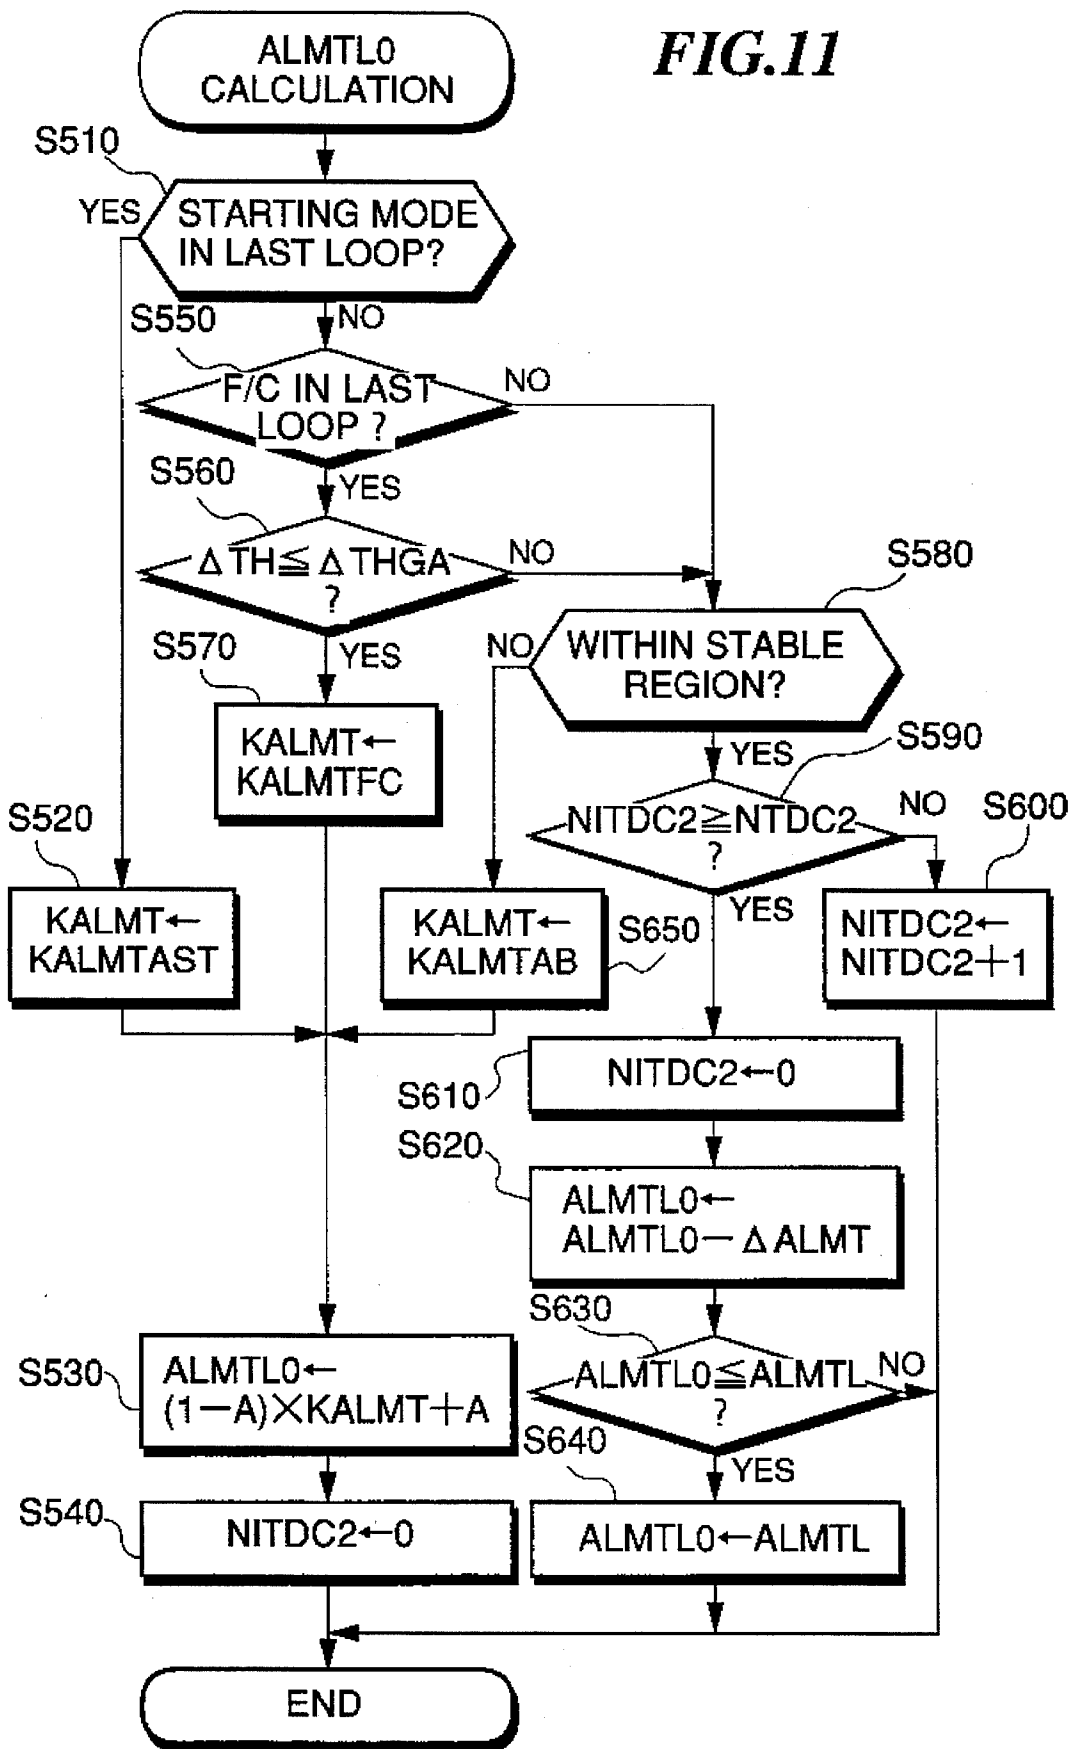 FIG.11
ALMTL0
CALCULATION
S510
YES
STARTING MODE
IN LAST LOOP?
S550
NO
F/C IN LAST
LOOP ?
NO
S560
YES
Δ TH≦ Δ THGA
?
NO
S580
S570
YES
NO
WITHIN STABLE
REGION?
KALMT←
KALMTFC
YES
S590
S520
NITDC2≧NTDC2
?
NO
S600
YES
KALMT←
KALMTAST
KALMT←
KALMTAB
S650
NITDC2←
NITDC2+1
S610
NITDC2←0
S620
ALMTL0←
ALMTL0− Δ ALMT
S630
S530
ALMTL0←
(1−A)×KALMT+A
ALMTL0≦ALMTL
?
NO
S640
YES
S540
NITDC2←0
ALMTL0←ALMTL
END